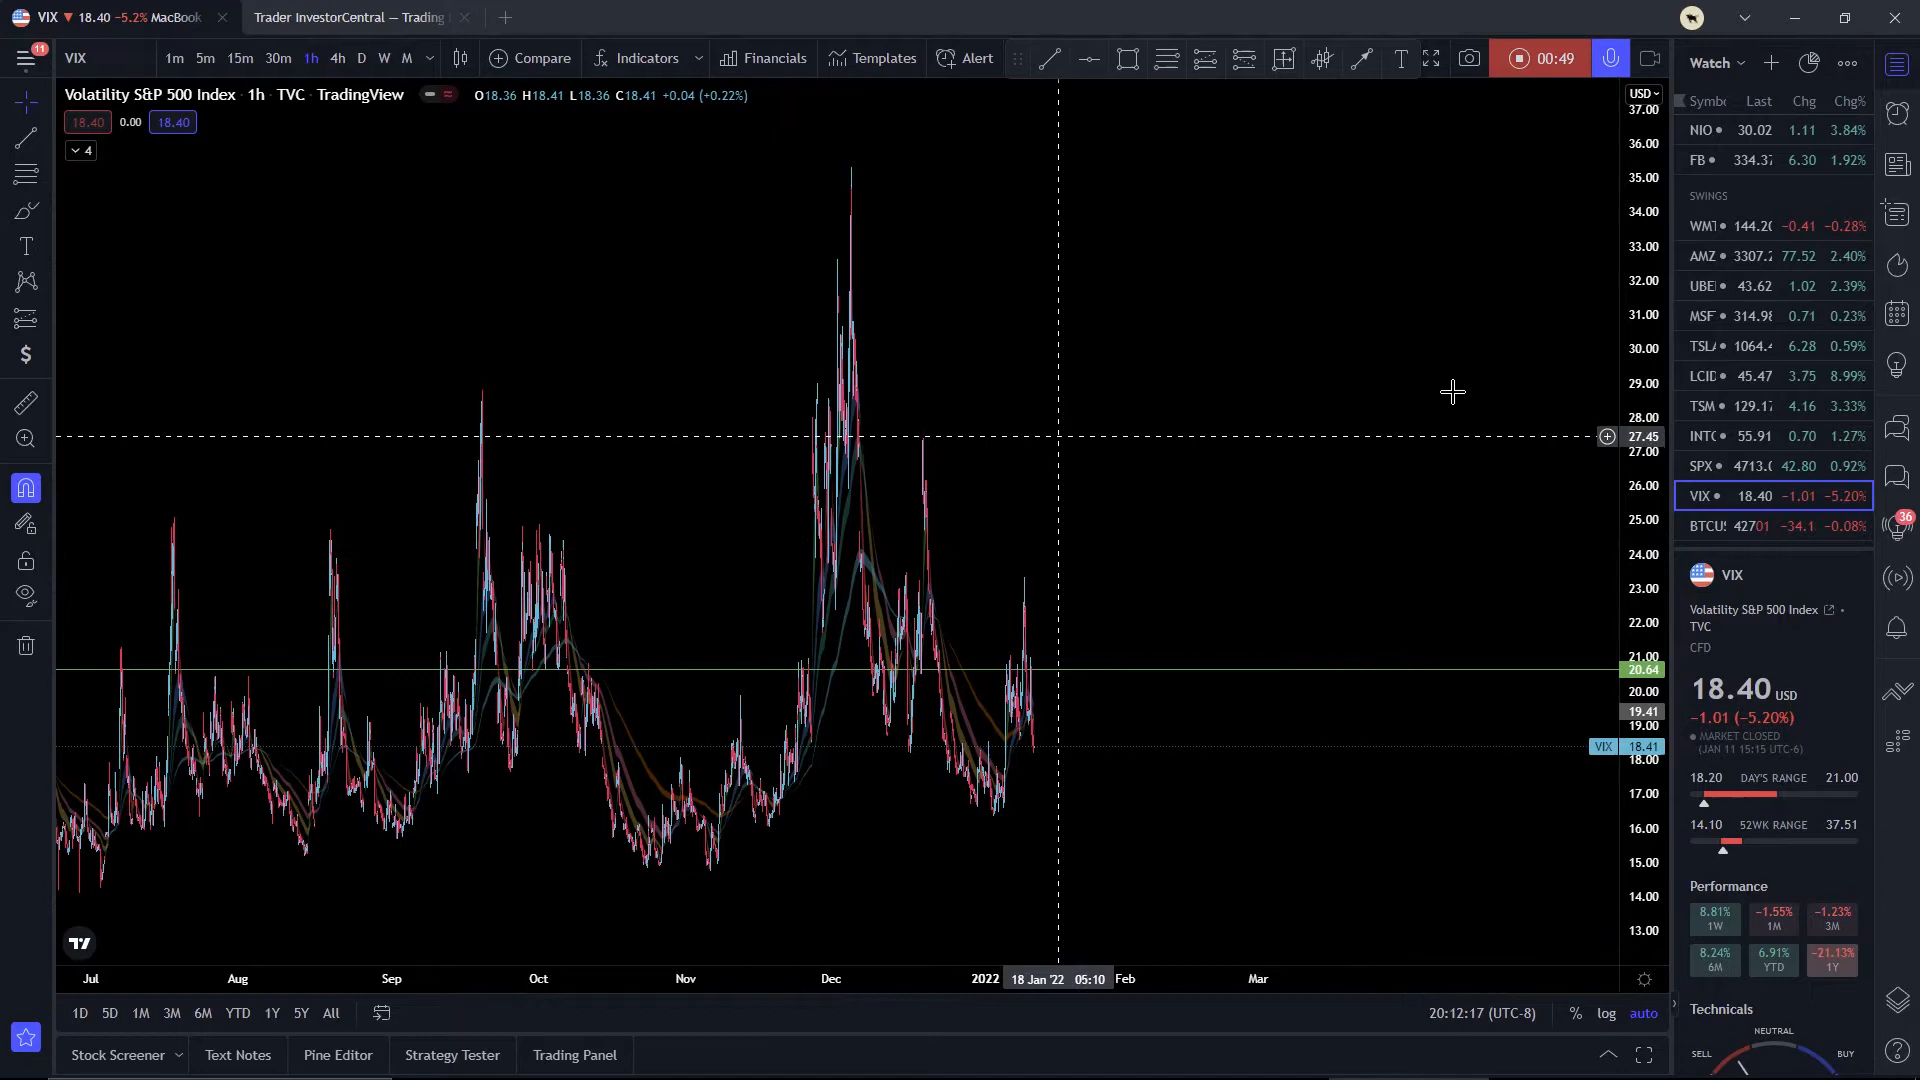 VIX ▼ 18.40 −5.2% MacBook
Trader InvestorCentral — Trading
11
VIX
1m 5m 15m 30m 1h 4h D W M
Compare
Indicators
Financials
Templates
Alert
00:49
Volatility S&P 500 Index · 1h · TVC · TradingView
O18.36 H18.41 L18.36 C18.41 +0.04 (+0.22%)
18.40 0.00 18.40
4
USD
37.00
36.00
35.00
34.00
33.00
32.00
31.00
30.00
29.00
28.00
27.45
27.00
26.00
25.00
24.00
23.00
22.00
21.00
20.64
20.00
19.41
19.00
VIX 18.41
18.00
17.00
16.00
15.00
14.00
13.00
Jul Aug Sep Oct Nov Dec 2022 18 Jan '22 05:10 Feb Mar
1D 5D 1M 3M 6M YTD 1Y 5Y All
20:12:17 (UTC-8) % log auto
Stock Screener Text Notes Pine Editor Strategy Tester Trading Panel
Watch
Last Chg Chg%
NIO 30.02 1.11 3.84%
FB 334.37 6.30 1.92%
SWINGS
WMT 144.20 −0.41 −0.28%
AMZ 3307.2 77.52 2.40%
UBE 43.62 1.02 2.39%
MSF 314.98 0.71 0.23%
TSLA 1064.4 6.28 0.59%
LCID 45.47 3.75 8.99%
TSM 129.17 4.16 3.33%
INTC 55.91 0.70 1.27%
SPX 4713.0 42.80 0.92%
VIX 18.40 −1.01 −5.20%
BTCUS 42701 −34.1 −0.08%
36
VIX
Volatility S&P 500 Index
TVC
CFD
18.40 USD
−1.01 (−5.20%)
MARKET CLOSED
(JAN 11 15:15 UTC-6)
18.20 DAY'S RANGE 21.00
14.10 52WK RANGE 37.51
Performance
8.81% −1.55% −1.23%
1W 1M 3M
8.24% 6.91% −21.13%
6M YTD 1Y
Technicals
NEUTRAL
SELL BUY